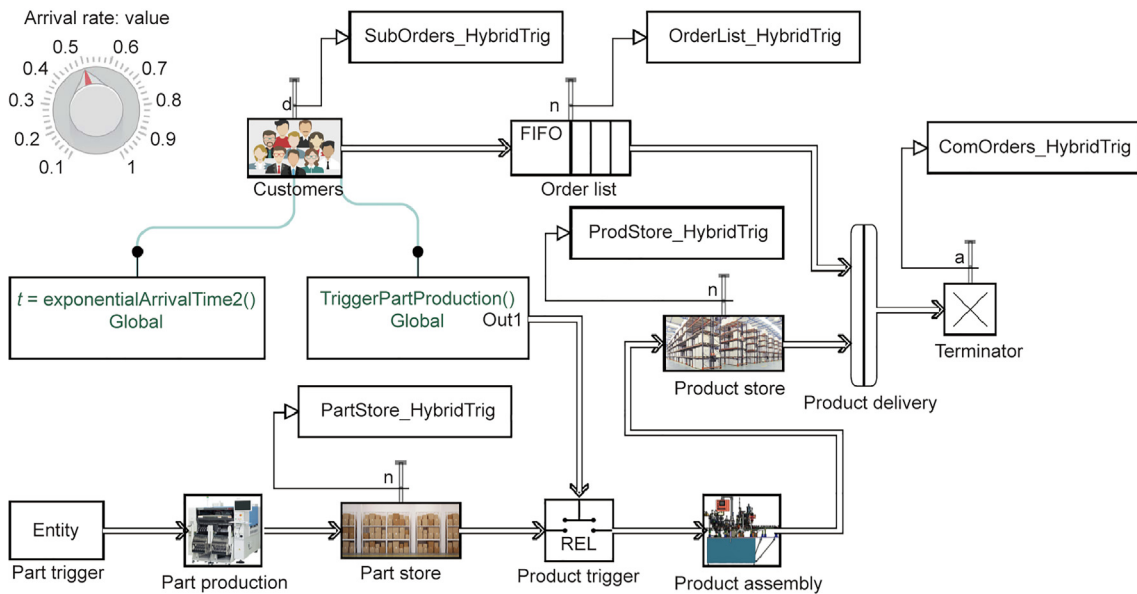 Arrival rate: value
0.1
0.2
0.3
0.4
0.5
0.6
0.7
0.8
0.9
1
SubOrders_HybridTrig
OrderList_HybridTrig
d
n
FIFO
Customers
Order list
ComOrders_HybridTrig
a
ProdStore_HybridTrig
n
t = exponentialArrivalTime2()
Global
TriggerPartProduction()
Global
Out1
Terminator
Product store
Product delivery
PartStore_HybridTrig
n
Entity
REL
Part trigger
Part production
Part store
Product trigger
Product assembly